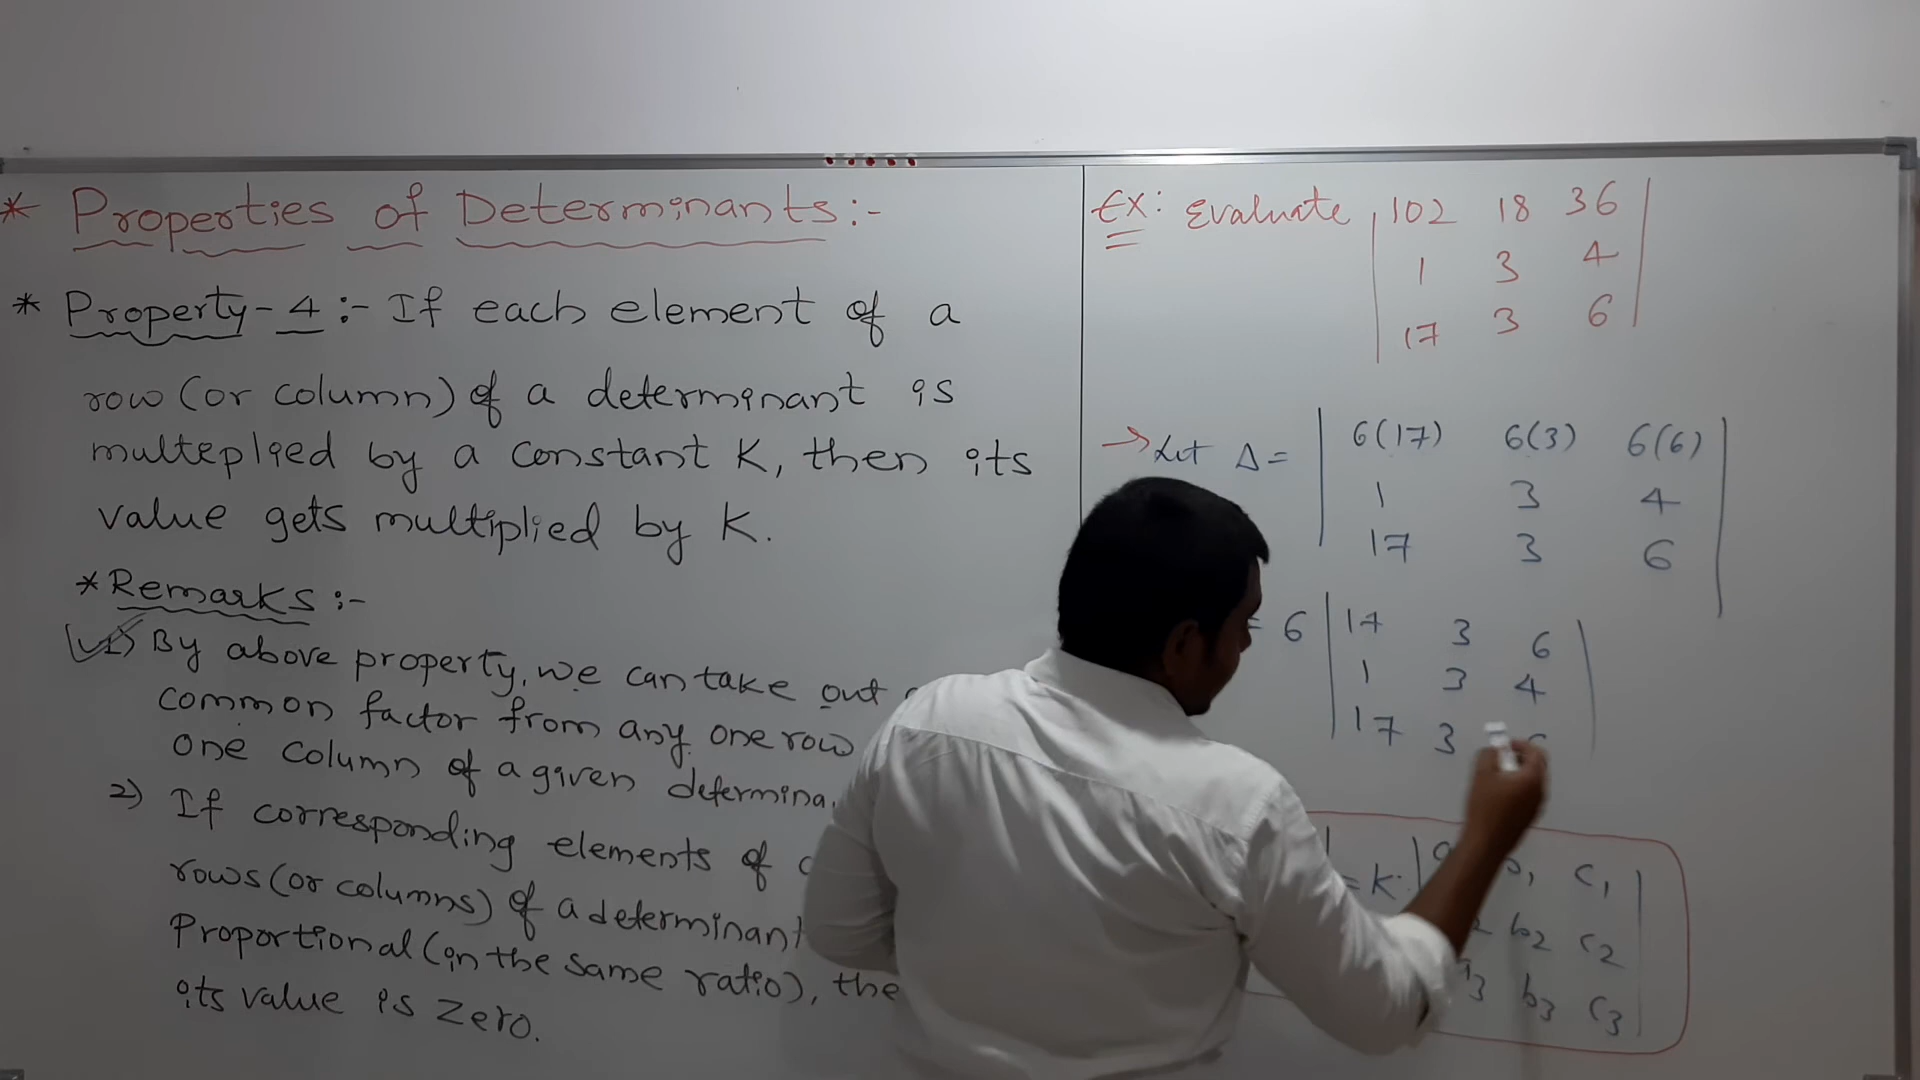 * Properties of Determinants:-
* Property-4:- If each element of a
row (or column) of a determinant is
multeplied by a constant K, then its
value gets multiplied by K.
* Remarks:-
1) By above property, we can take out
common factor from any one row
one column of a given determina
2) If corresponding elements of
rows (or columns) of a determinant
Proportional (in the same ratio), the
its value is Zero.
Ex: Evaluate | 102 18 36 |
1 3 4
17 3 6
→ Let Δ = | 6(17) 6(3) 6(6) |
1 3 4
17 3 6
= 6 | 17 3 6 |
1 3 4
17 3
= K. | c₁ |
b₂ c₂
b₃ c₃